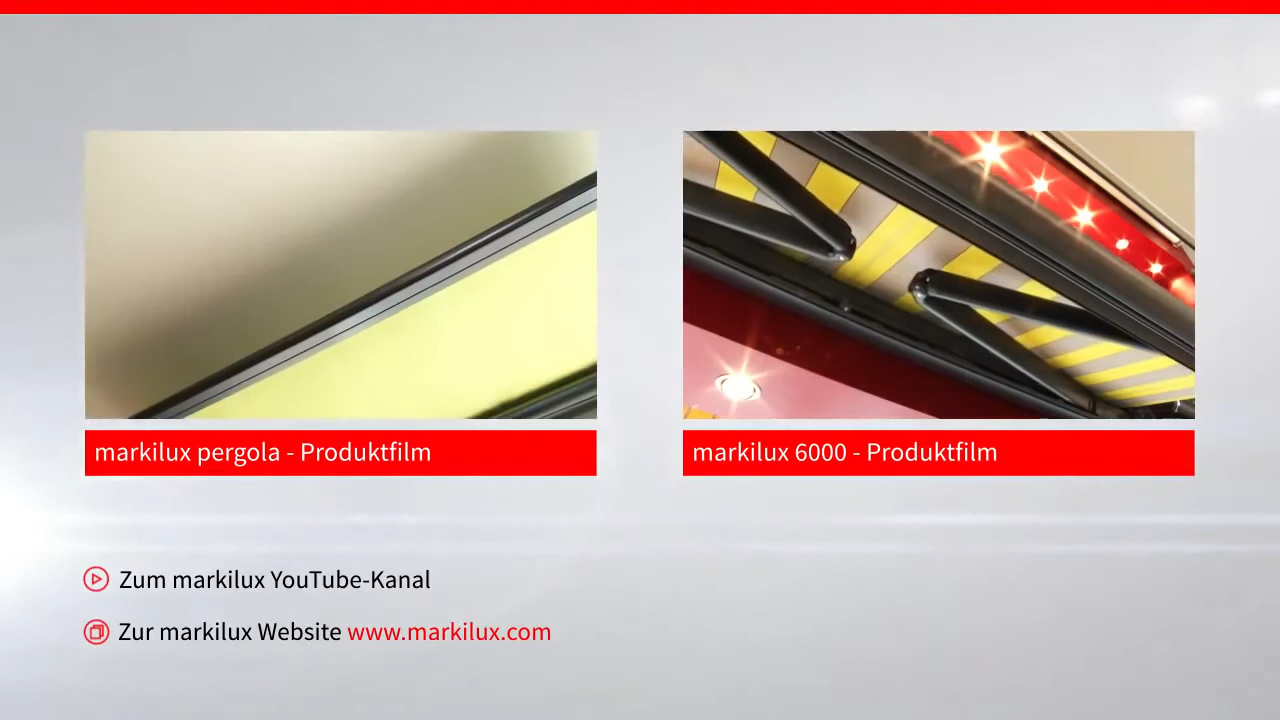 markilux pergola - Produktfilm
markilux 6000 - Produktfilm
Zum markilux YouTube-Kanal
Zur markilux Website www.markilux.com